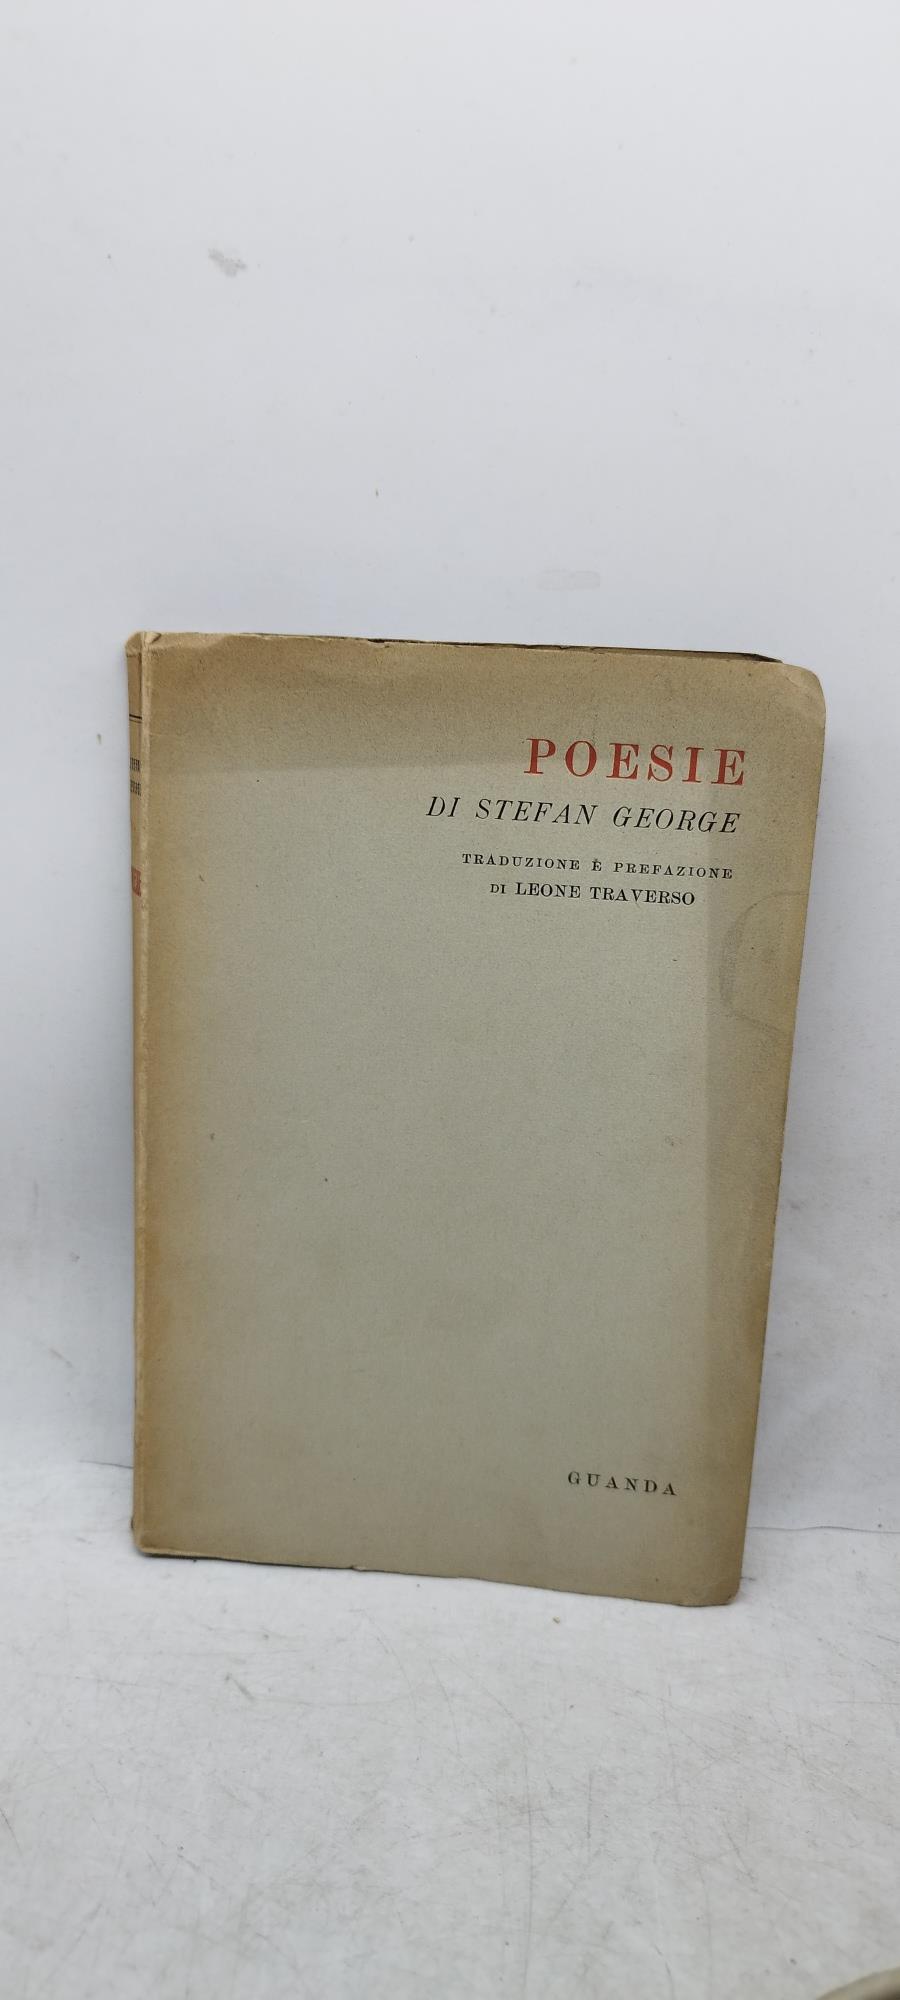 POESIE
DI STEFAN GEORGE
TRADUZIONE È PREFAZIONE
DI LEONE TRAVERSO
GUANDA